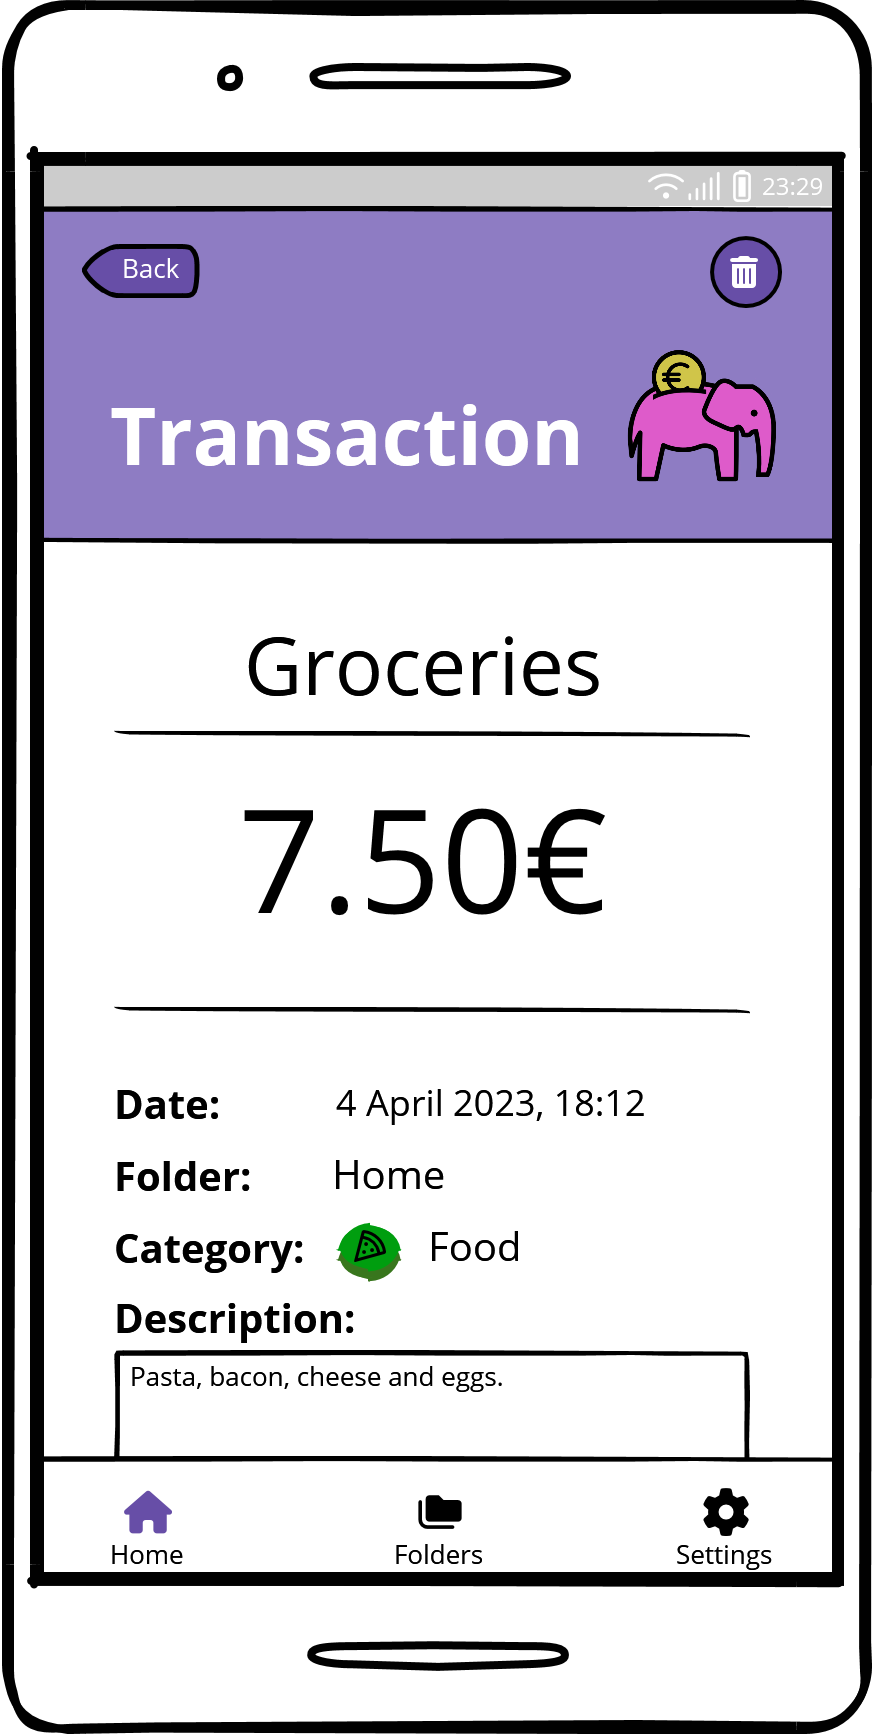 23:29
Back
€
Transaction
Groceries
7.50€
Date: 4 April 2023, 18:12
Folder: Home
Category: Food
Description:
Pasta, bacon, cheese and eggs.
Home Folders Settings